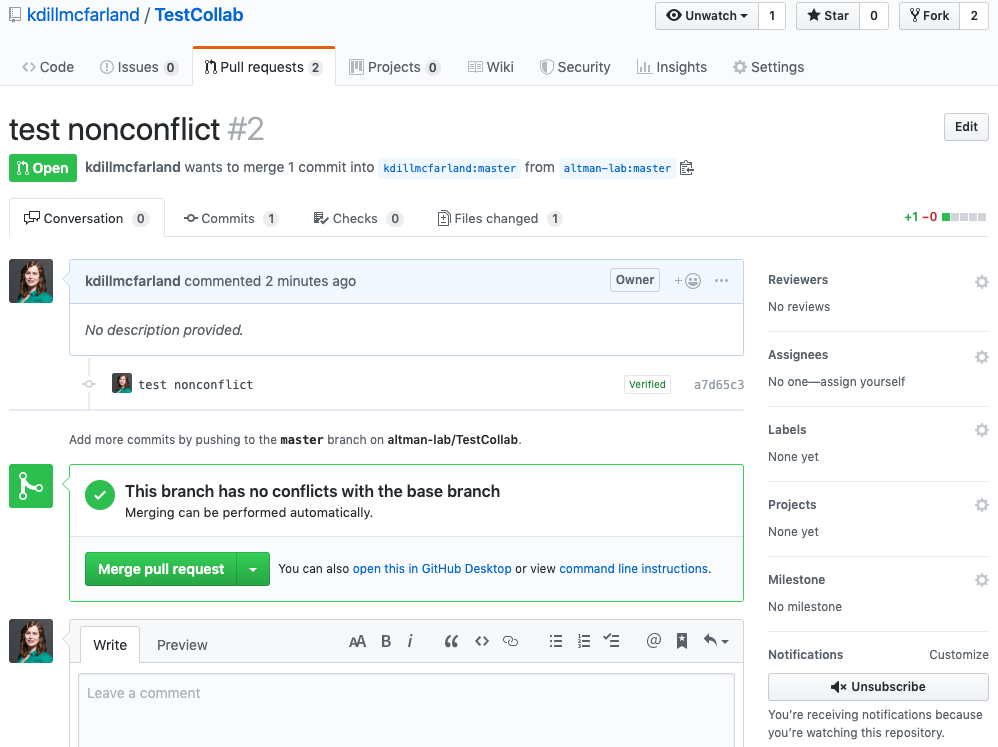 kdillmcfarland / TestCollab
Unwatch 1 Star 0 Fork 2
Code Issues 0 Pull requests 2 Projects 0 Wiki Security Insights Settings
test nonconflict #2
Edit
Open kdillmcfarland wants to merge 1 commit into kdillmcfarland:master from altman-lab:master
Conversation 0 Commits 1 Checks 0 Files changed 1 +1 −0
kdillmcfarland commented 2 minutes ago Owner
No description provided.
test nonconflict Verified a7d65c3
Add more commits by pushing to the master branch on altman-lab/TestCollab.
This branch has no conflicts with the base branch
Merging can be performed automatically.
Merge pull request You can also open this in GitHub Desktop or view command line instructions.
Write Preview
Leave a comment
Reviewers
No reviews
Assignees
No one—assign yourself
Labels
None yet
Projects
None yet
Milestone
No milestone
Notifications Customize
Unsubscribe
You’re receiving notifications because
you’re watching this repository.